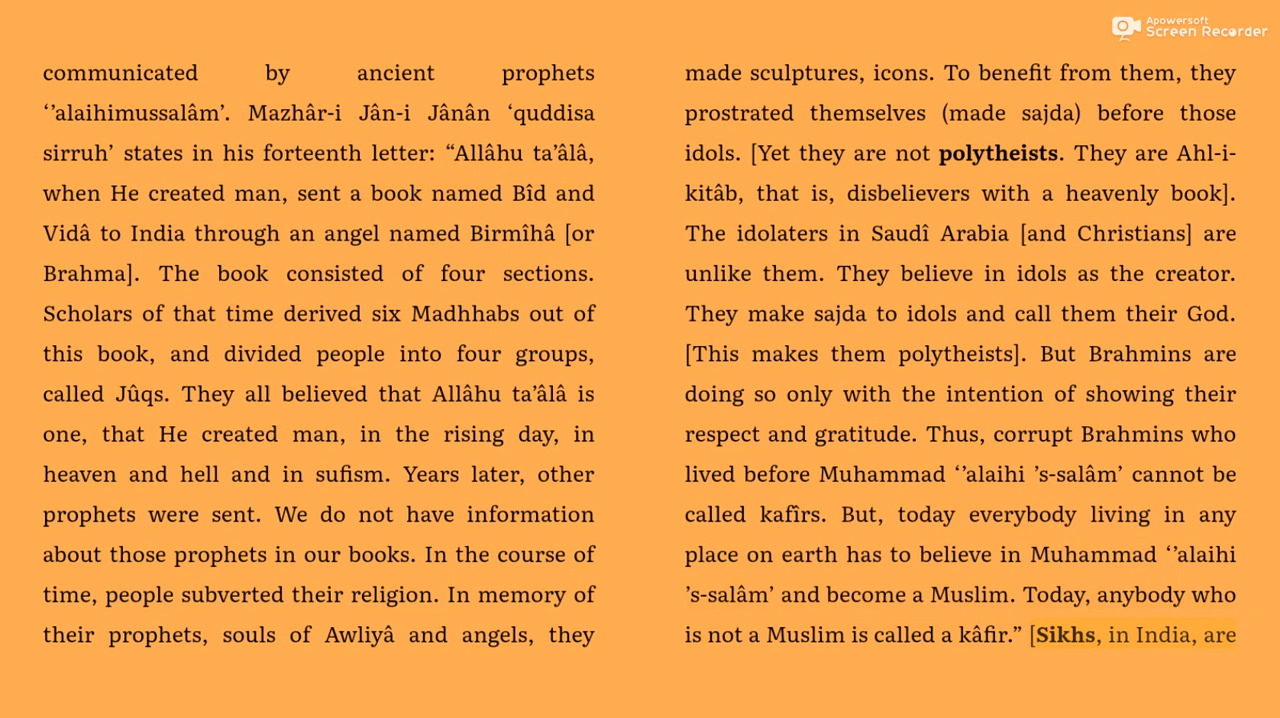 Apowersoft
Screen Recorder
communicated by ancient prophets
‘’alaihimussalâm’. Mazhâr-i Jân-i Jânân ‘quddisa
sirruh’ states in his forteenth letter: “Allâhu ta’âlâ,
when He created man, sent a book named Bîd and
Vidâ to India through an angel named Birmîhâ [or
Brahma]. The book consisted of four sections.
Scholars of that time derived six Madhhabs out of
this book, and divided people into four groups,
called Jûqs. They all believed that Allâhu ta’âlâ is
one, that He created man, in the rising day, in
heaven and hell and in sufism. Years later, other
prophets were sent. We do not have information
about those prophets in our books. In the course of
time, people subverted their religion. In memory of
their prophets, souls of Awliyâ and angels, they
made sculptures, icons. To benefit from them, they
prostrated themselves (made sajda) before those
idols. [Yet they are not polytheists. They are Ahl-i-
kitâb, that is, disbelievers with a heavenly book].
The idolaters in Saudî Arabia [and Christians] are
unlike them. They believe in idols as the creator.
They make sajda to idols and call them their God.
[This makes them polytheists]. But Brahmins are
doing so only with the intention of showing their
respect and gratitude. Thus, corrupt Brahmins who
lived before Muhammad ‘’alaihi ’s-salâm’ cannot be
called kafîrs. But, today everybody living in any
place on earth has to believe in Muhammad ‘’alaihi
’s-salâm’ and become a Muslim. Today, anybody who
is not a Muslim is called a kâfir.” [Sikhs, in India, are